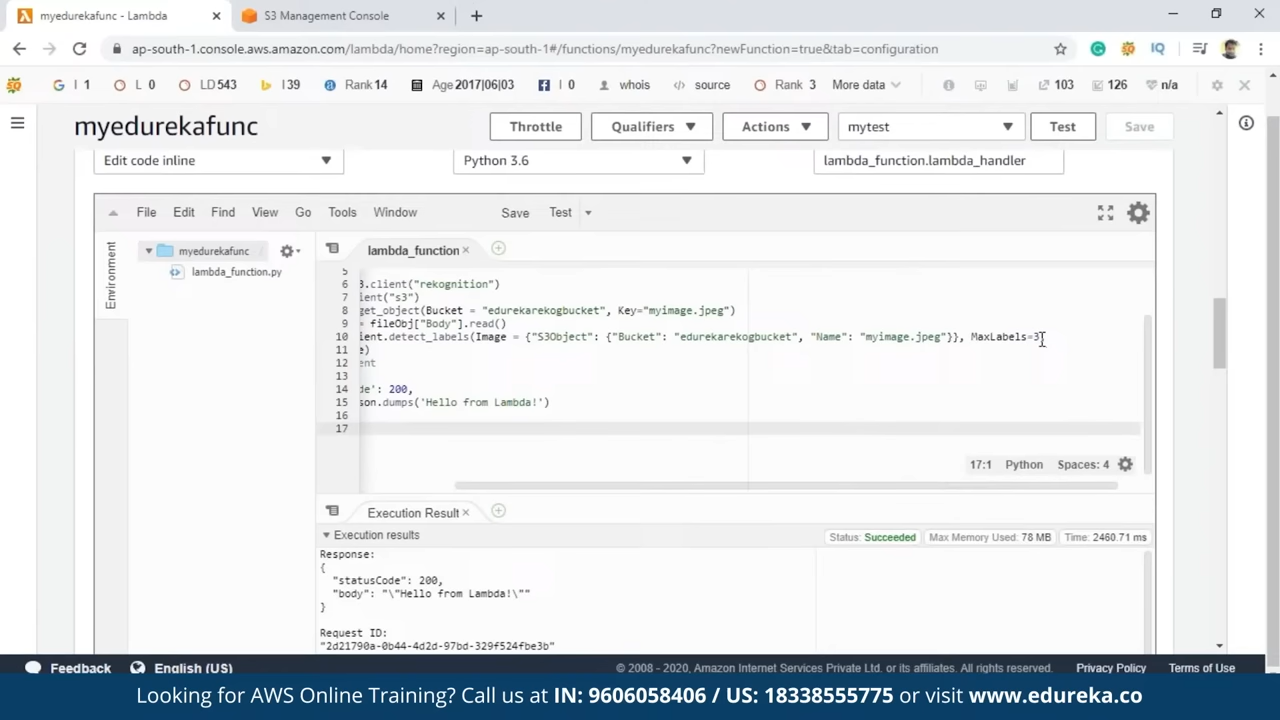 myedurekafunc - Lambda
S3 Management Console
ap-south-1.console.aws.amazon.com/lambda/home?region=ap-south-1#/functions/myedurekafunc?newFunction=true&tab=configuration
I 1
L 0
LD 543
I 39
Rank 14
Age 2017|06|03
I 0
whois
source
Rank 3
More data
103
126
n/a
myedurekafunc
Throttle
Qualifiers
Actions
mytest
Test
Save
Edit code inline
Python 3.6
lambda_function.lambda_handler
File Edit Find View Go Tools Window Save Test
Environment
myedurekafunc
lambda_function.py
lambda_function
5
6 3.client("rekognition")
7 ient("s3")
8 get_object(Bucket = "edurekarekogbucket", Key="myimage.jpeg")
9 = fileObj["Body"].read()
10 ient.detect_labels(Image = {"S3Object": {"Bucket": "edurekarekogbucket", "Name": "myimage.jpeg"}}, MaxLabels=3
11 e)
12 ent
13
14 de': 200,
15 son.dumps('Hello from Lambda!')
16
17
17:1 Python Spaces: 4
Execution Result
Execution results
Status: Succeeded
Max Memory Used: 78 MB
Time: 2460.71 ms
Response:
{
"statusCode": 200,
"body": "\"Hello from Lambda!\""
}
Request ID:
"2d21790a-0b44-4d2d-97bd-329f524fbe3b"
Feedback
English (US)
© 2008 - 2020, Amazon Internet Services Private Ltd. or its affiliates. All rights reserved.
Privacy Policy
Terms of Use
Looking for AWS Online Training? Call us at IN: 9606058406 / US: 18338555775 or visit www.edureka.co